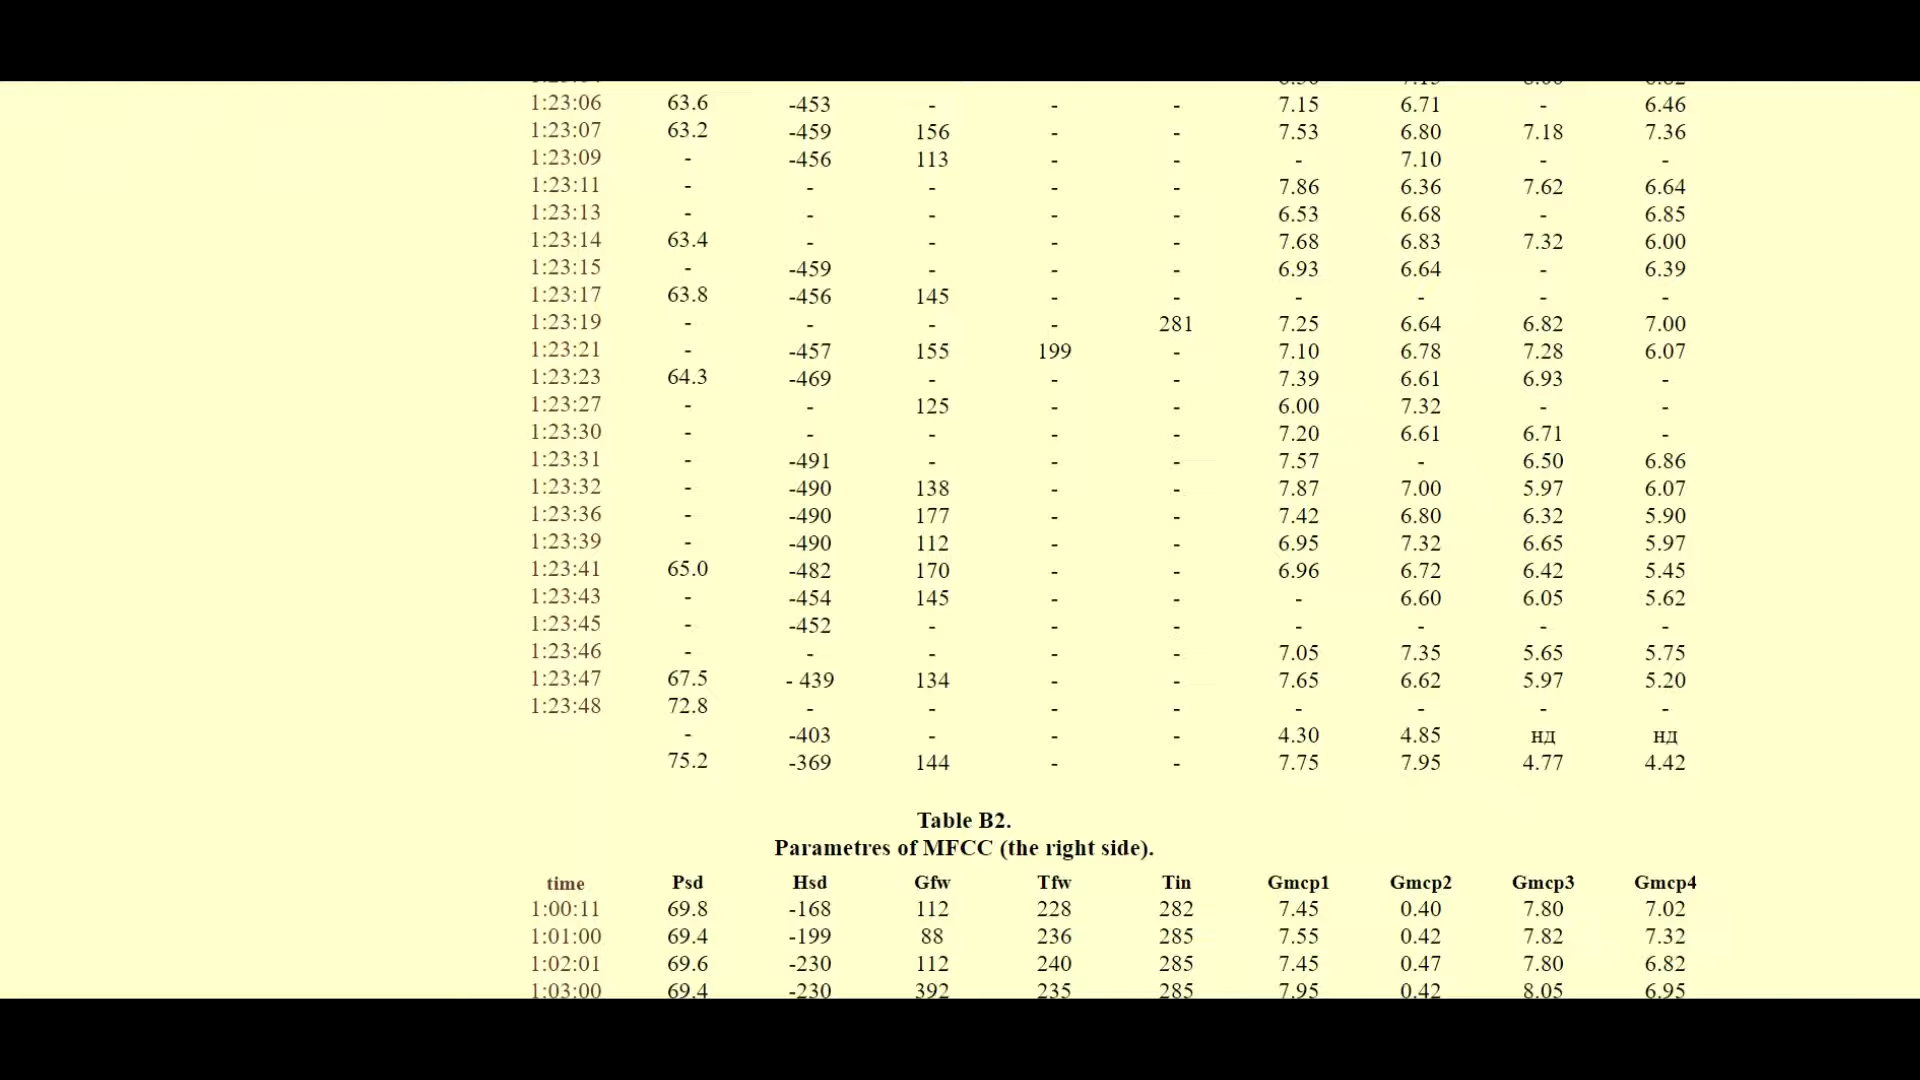 1:23:06 63.6 -453 - - - 7.15 6.71 - 6.46
1:23:07 63.2 -459 156 - - 7.53 6.80 7.18 7.36
1:23:09 - -456 113 - - - 7.10 - -
1:23:11 - - - - - 7.86 6.36 7.62 6.64
1:23:13 - - - - - 6.53 6.68 - 6.85
1:23:14 63.4 - - - - 7.68 6.83 7.32 6.00
1:23:15 - -459 - - - 6.93 6.64 - 6.39
1:23:17 63.8 -456 145 - - - - - -
1:23:19 - - - - 281 7.25 6.64 6.82 7.00
1:23:21 - -457 155 199 - 7.10 6.78 7.28 6.07
1:23:23 64.3 -469 - - - 7.39 6.61 6.93 -
1:23:27 - - 125 - - 6.00 7.32 - -
1:23:30 - - - - - 7.20 6.61 6.71 -
1:23:31 - -491 - - - 7.57 - 6.50 6.86
1:23:32 - -490 138 - - 7.87 7.00 5.97 6.07
1:23:36 - -490 177 - - 7.42 6.80 6.32 5.90
1:23:39 - -490 112 - - 6.95 7.32 6.65 5.97
1:23:41 65.0 -482 170 - - 6.96 6.72 6.42 5.45
1:23:43 - -454 145 - - - 6.60 6.05 5.62
1:23:45 - -452 - - - - - - -
1:23:46 - - - - - 7.05 7.35 5.65 5.75
1:23:47 67.5 - 439 134 - - 7.65 6.62 5.97 5.20
1:23:48 72.8 - - - - - - - -
- -403 - - - 4.30 4.85 нд нд
75.2 -369 144 - - 7.75 7.95 4.77 4.42
Table B2.
Parametres of MFCC (the right side).
time Psd Hsd Gfw Tfw Tin Gmcp1 Gmcp2 Gmcp3 Gmcp4
1:00:11 69.8 -168 112 228 282 7.45 0.40 7.80 7.02
1:01:00 69.4 -199 88 236 285 7.55 0.42 7.82 7.32
1:02:01 69.6 -230 112 240 285 7.45 0.47 7.80 6.82
1:03:00 69.4 -230 392 235 285 7.95 0.42 8.05 6.95